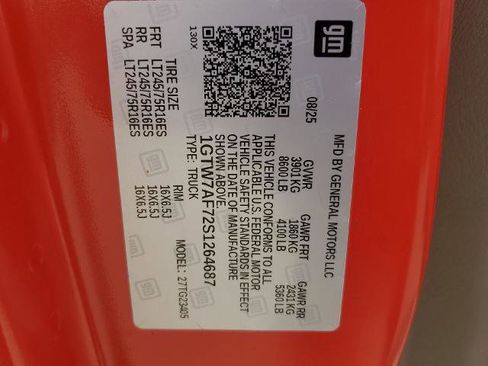 gm
08/25
MFD BY GENERAL MOTORS LLC
GVWR GAWR FRT GAWR RR
3901 KG 1860 KG 2431 KG
8600 LB 4100 LB 5360 LB
THIS VEHICLE CONFORMS TO ALL
APPLICABLE U.S. FEDERAL MOTOR
VEHICLE SAFETY STANDARDS IN EFFECT
ON THE DATE OF MANUFACTURE
SHOWN ABOVE.
1GTW7AF72S1264687
TYPE: TRUCK 27TG23405
130X
TIRE SIZE RIM
FRT LT245/75R16ES 16X6.5J
RR LT245/75R16ES 16X6.5J
SPA LT245/75R16ES 16X6.5J